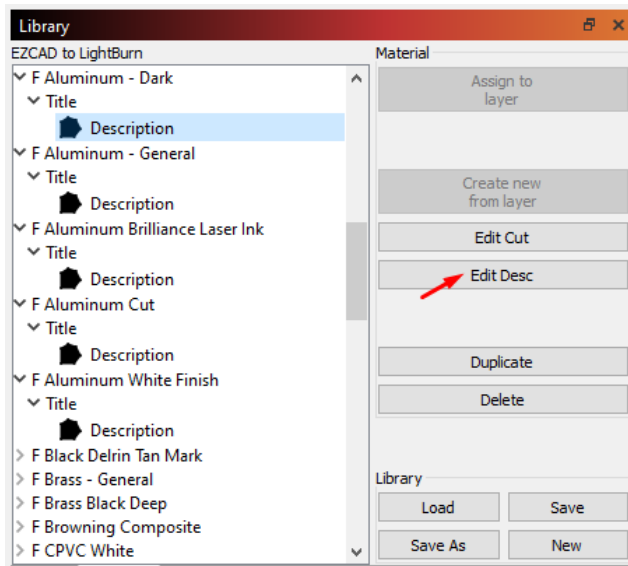 Library
EZCAD to LightBurn
F Aluminum - Dark
Title
Description
F Aluminum - General
Title
Description
F Aluminum Brilliance Laser Ink
Title
Description
F Aluminum Cut
Title
Description
F Aluminum White Finish
Title
Description
F Black Delrin Tan Mark
F Brass - General
F Brass Black Deep
F Browning Composite
F CPVC White
Material
Assign to
layer
Create new
from layer
Edit Cut
Edit Desc
Duplicate
Delete
Library
Load
Save
Save As
New